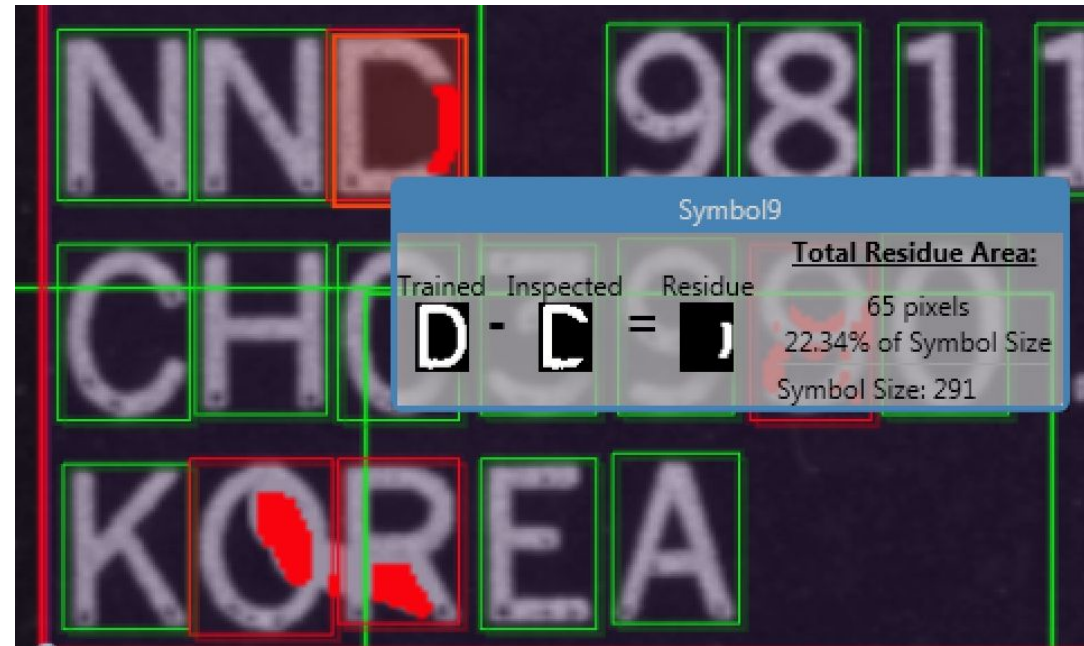 NND 9811
Symbol9
Total Residue Area:
Trained Inspected Residue
65 pixels
22.34% of Symbol Size
Symbol Size: 291
KOREA